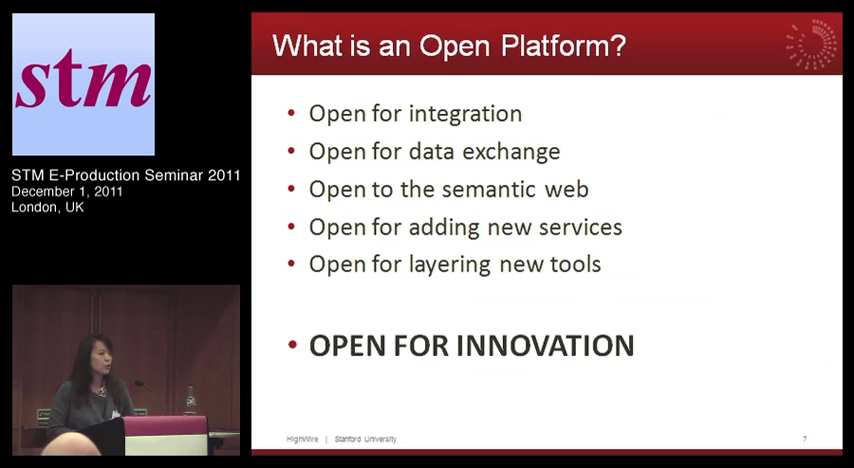 stm
STM E-Production Seminar 2011
December 1, 2011
London, UK
What is an Open Platform?
• Open for integration
• Open for data exchange
• Open to the semantic web
• Open for adding new services
• Open for layering new tools
• OPEN FOR INNOVATION
HighWire | Stanford University
7